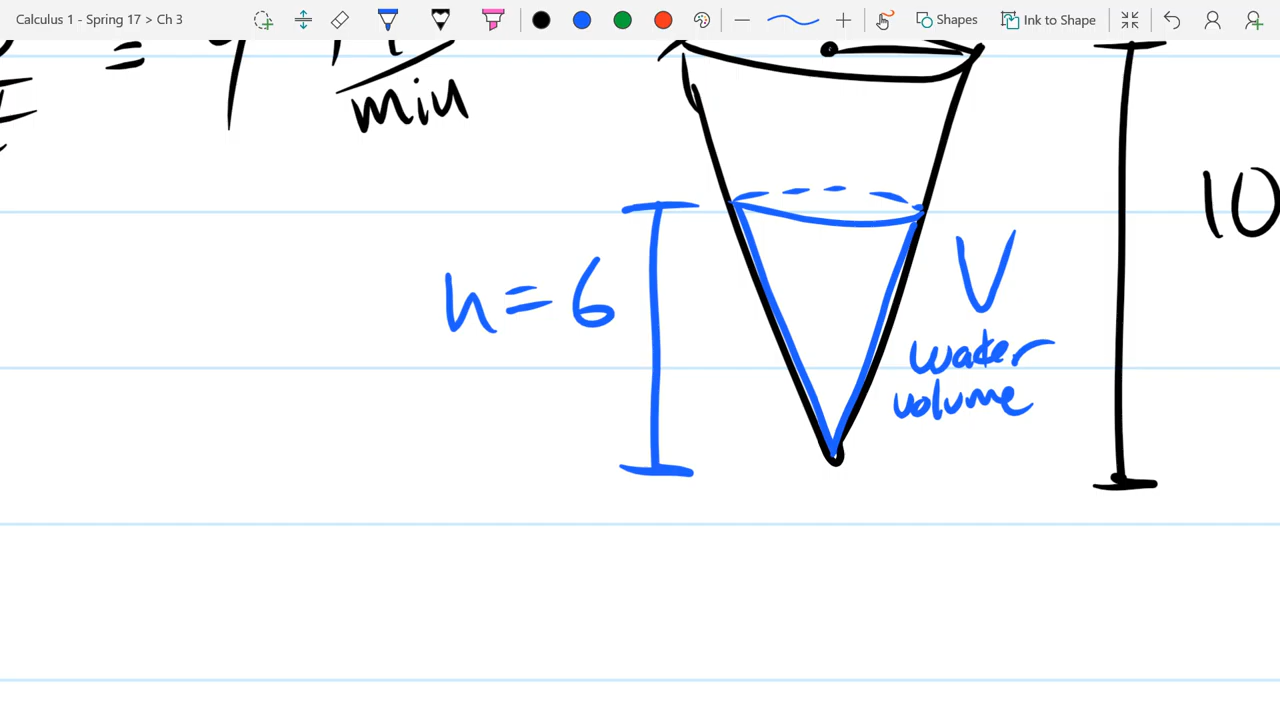 Calculus 1 - Spring 17 > Ch 3
Shapes
Ink to Shape
=
min
10
h = 6
V
water
volume